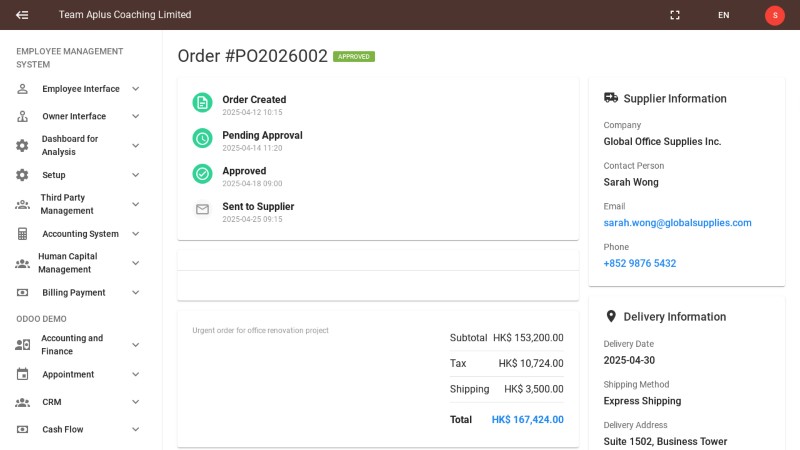 Team Aplus Coaching Limited
EN
S
EMPLOYEE MANAGEMENT
SYSTEM
Employee Interface
Owner Interface
Dashboard for
Analysis
Setup
Third Party
Management
Accounting System
Human Capital
Management
Billing Payment
ODOO DEMO
Accounting and
Finance
Appointment
CRM
Cash Flow
Order #PO2026002
APPROVED
Order Created
2025-04-12 10:15
Pending Approval
2025-04-14 11:20
Approved
2025-04-18 09:00
Sent to Supplier
2025-04-25 09:15
Urgent order for office renovation project
Subtotal HK$ 153,200.00
Tax HK$ 10,724.00
Shipping HK$ 3,500.00
Total HK$ 167,424.00
Supplier Information
Company
Global Office Supplies Inc.
Contact Person
Sarah Wong
Email
sarah.wong@globalsupplies.com
Phone
+852 9876 5432
Delivery Information
Delivery Date
2025-04-30
Shipping Method
Express Shipping
Delivery Address
Suite 1502, Business Tower